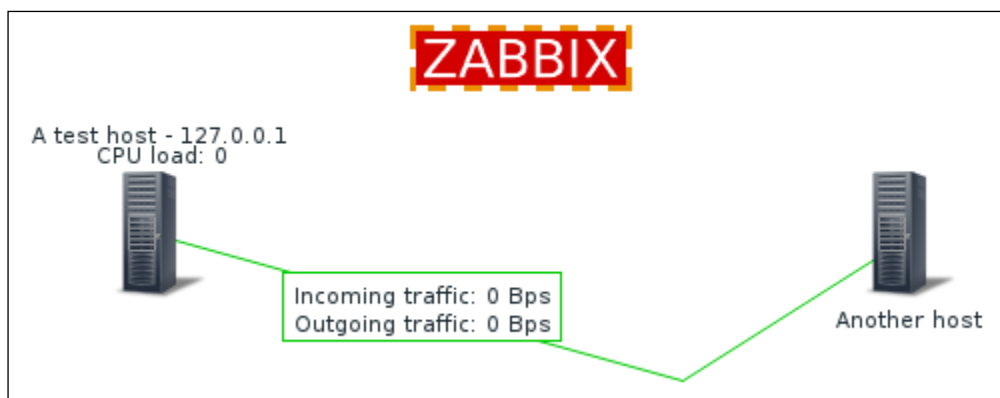 ZABBIX
A test host - 127.0.0.1
CPU load: 0
Incoming traffic: 0 Bps
Outgoing traffic: 0 Bps
Another host